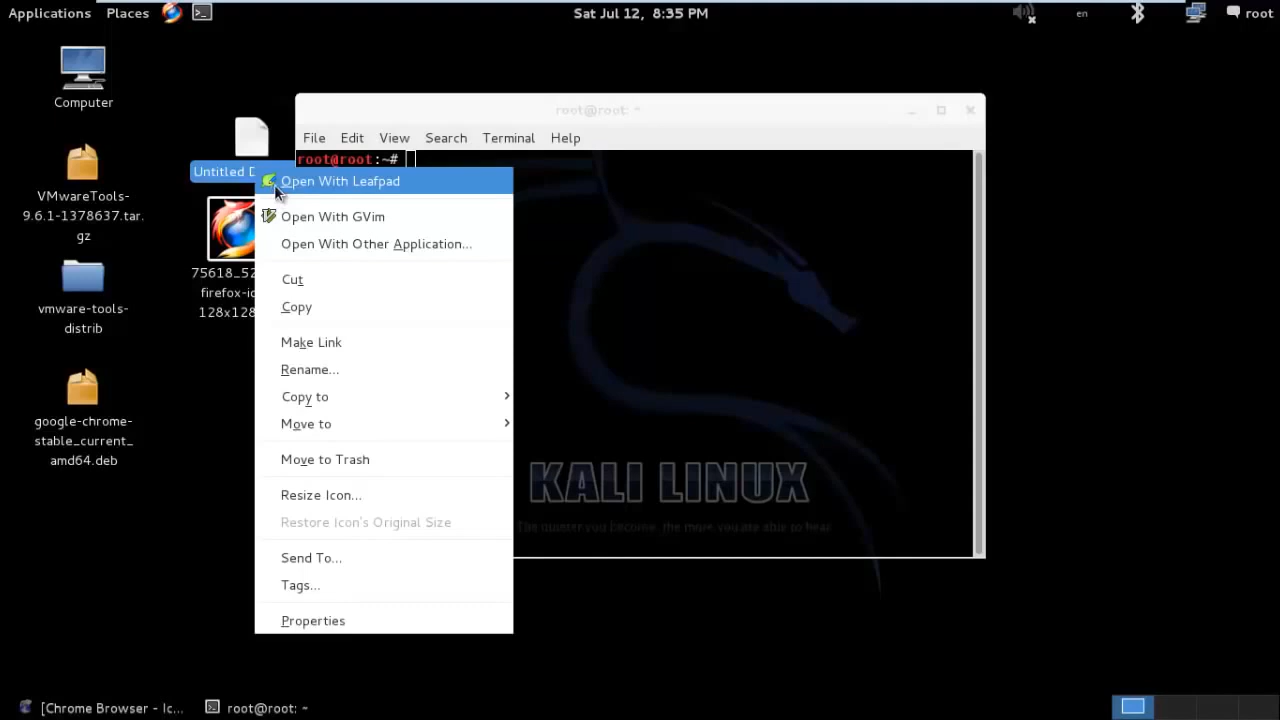 Applications Places Sat Jul 12, 8:35 PM en root
Computer
VMwareTools-
9.6.1-1378637.tar.
gz
vmware-tools-
distrib
google-chrome-
stable_current_
amd64.deb
Untitled D
75618_52
firefox-ic
128x128
root@root: ~
File Edit View Search Terminal Help
root@root:~#
Open With Leafpad
Open With GVim
Open With Other Application...
Cut
Copy
Make Link
Rename...
Copy to
Move to
Move to Trash
Resize Icon...
Restore Icon's Original Size
Send To...
Tags...
Properties
KALI LINUX
The quieter you become, the more you are able to hear
[Chrome Browser - Ic... root@root: ~